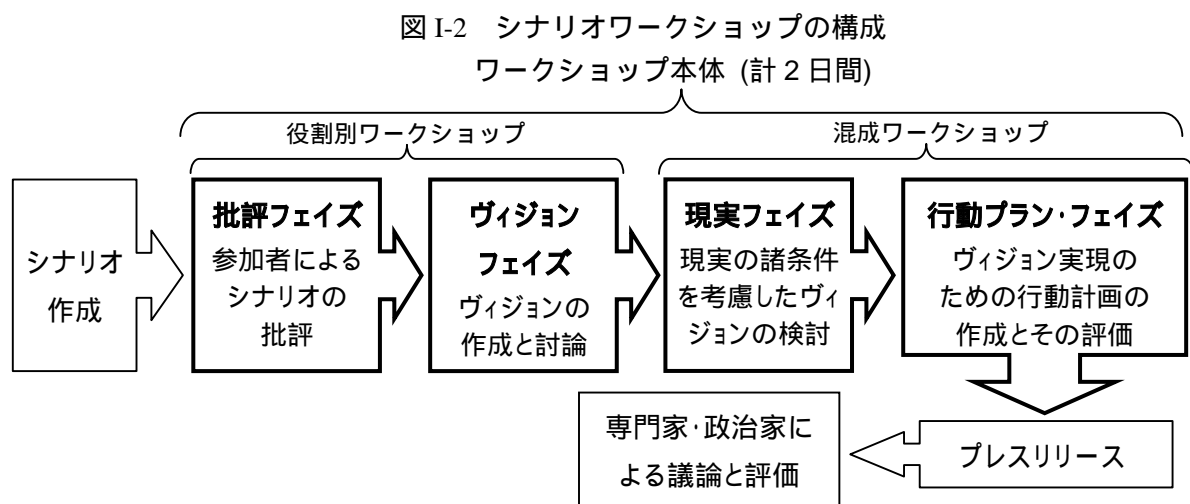 図 I-2 シナリオワークショップの構成
ワークショップ本体 (計２日間)
役割別ワークショップ
混成ワークショップ
シナリオ
作成
批評フェイズ
参加者による
シナリオの
批評
ヴィジョン
フェイズ
ヴィジョンの
作成と討論
現実フェイズ
現実の諸条件
を考慮したヴィ
ジョンの検討
行動プラン・フェイズ
ヴィジョン実現の
ための行動計画の
作成とその評価
プレスリリース
専門家・政治家に
よる議論と評価